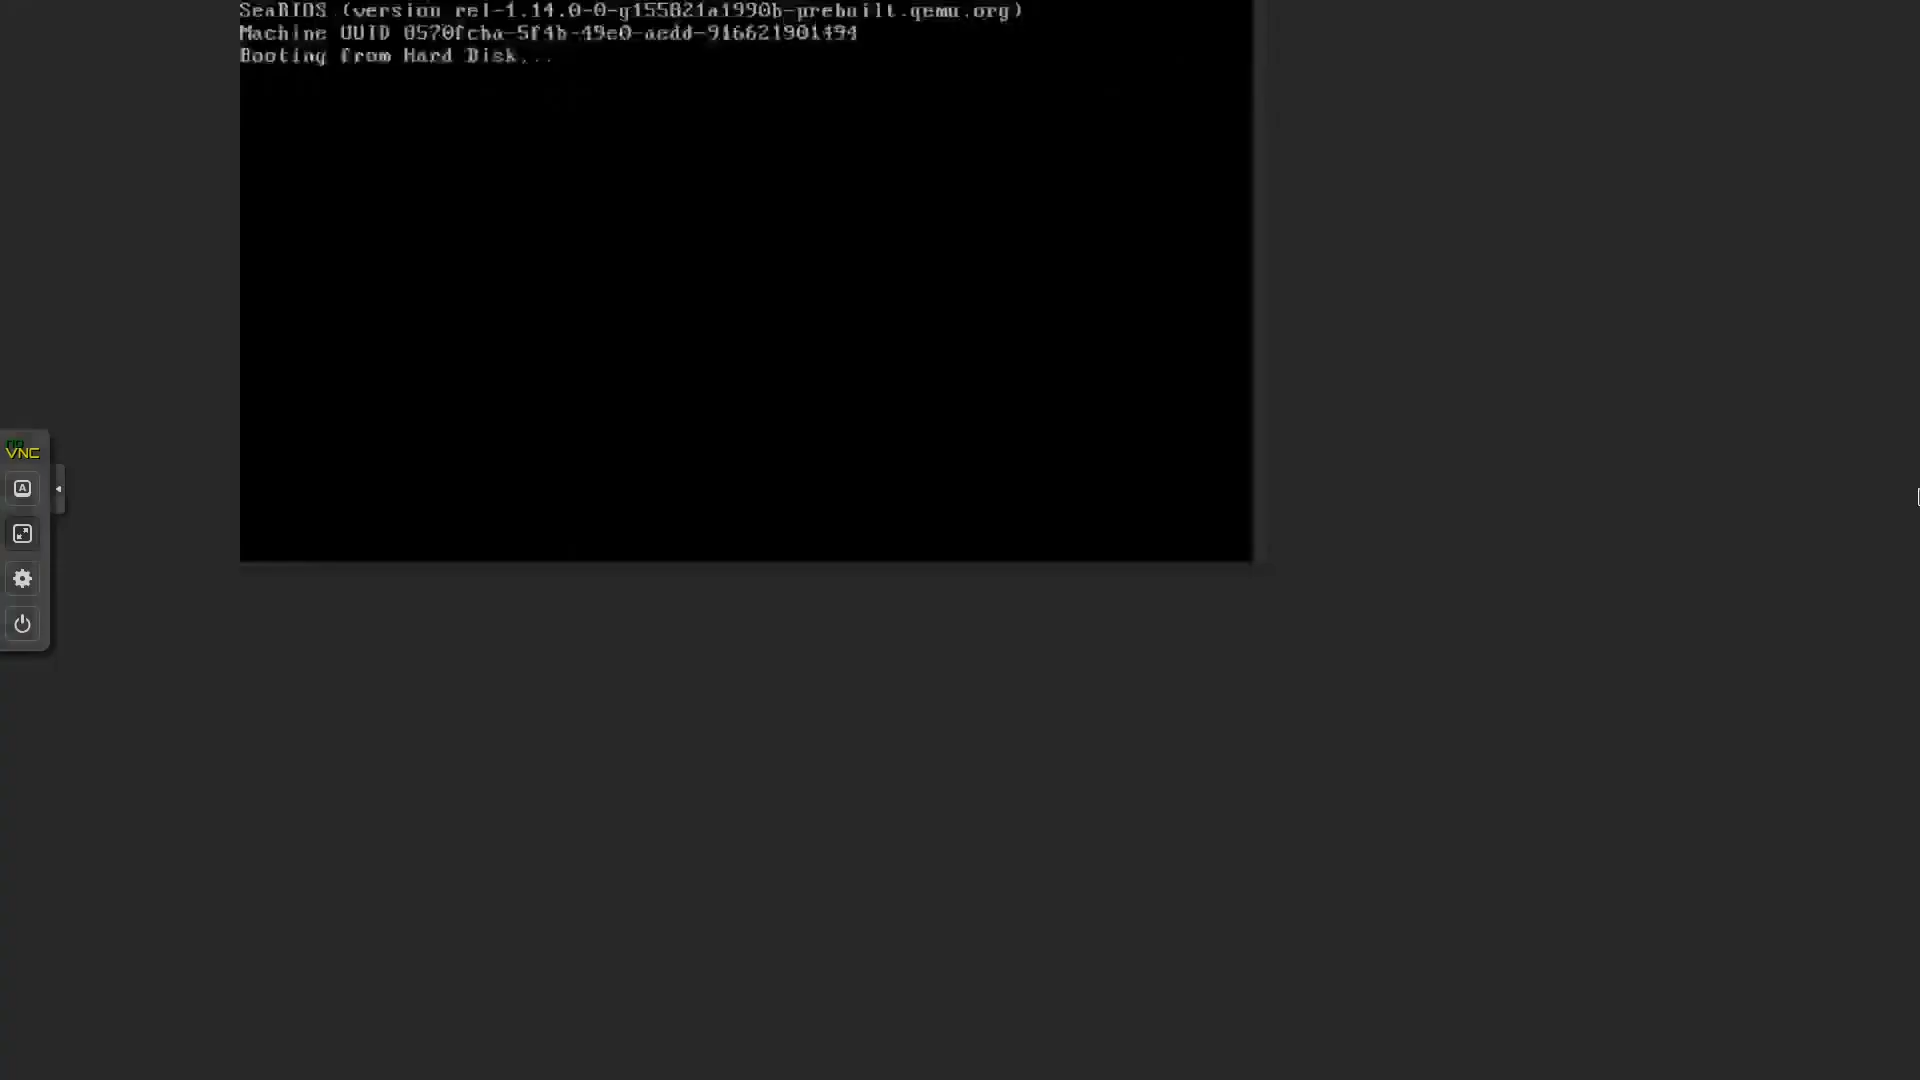 SeaBIOS (version rel-1.14.0-0-g155821a1990b-prebuilt.qemu.org)
Machine UUID 0570fcba-5f4b-49e0-aedd-916621901494
Booting from Hard Disk...
no
VNC
A